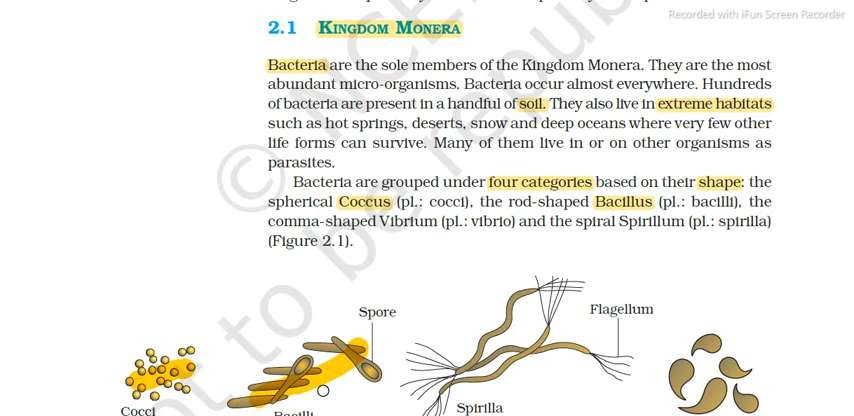 Recorded with iFun Screen Recorder
2.1 KINGDOM MONERA
Bacteria are the sole members of the Kingdom Monera. They are the most
abundant micro-organisms. Bacteria occur almost everywhere. Hundreds
of bacteria are present in a handful of soil. They also live in extreme habitats
such as hot springs, deserts, snow and deep oceans where very few other
life forms can survive. Many of them live in or on other organisms as
parasites.
Bacteria are grouped under four categories based on their shape: the
spherical Coccus (pl.: cocci), the rod-shaped Bacillus (pl.: bacilli), the
comma-shaped Vibrium (pl.: vibrio) and the spiral Spirillum (pl.: spirilla)
(Figure 2.1).
Spore
Flagellum
Cocci
Bacilli
Spirilla